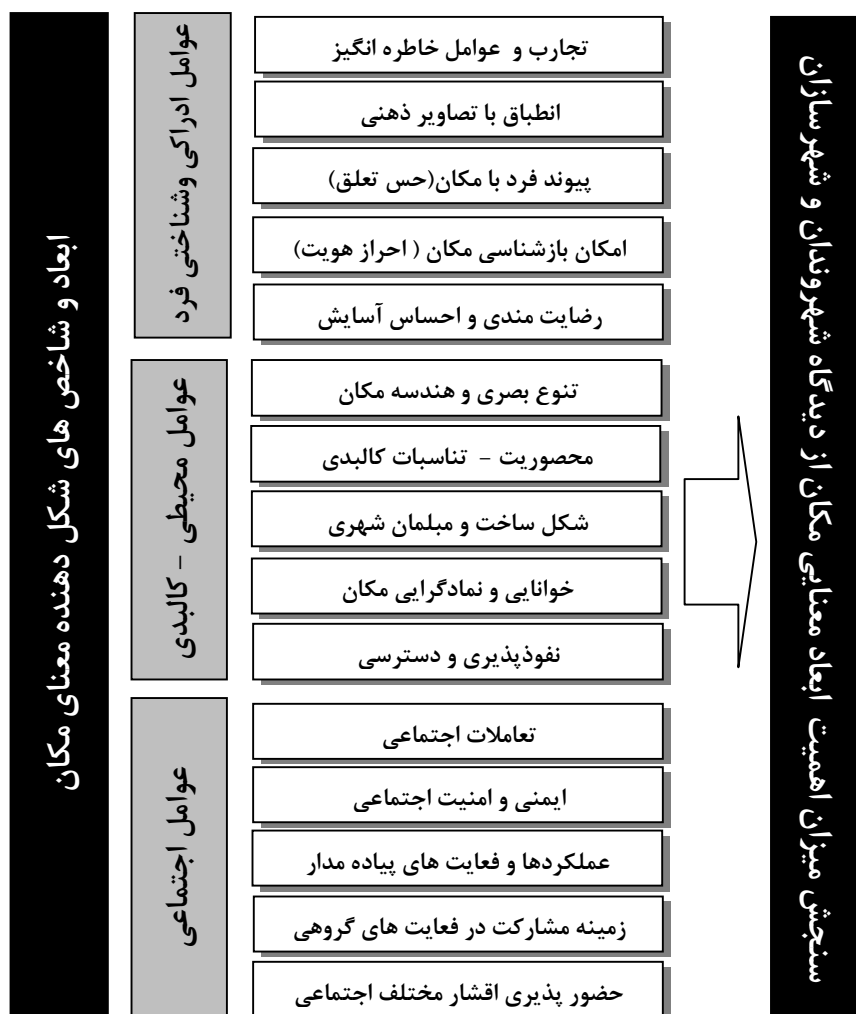 سنجش میزان اهمیت ابعاد معنایی مکان از دیدگاه شهروندان و شهرسازان
ابعاد و شاخص های شکل دهنده معنای مکان
عوامل ادراکی وشناختی فرد
تجارب و عوامل خاطره انگیز
انطباق با تصاویر ذهنی
پیوند فرد با مکان(حس تعلق)
امکان بازشناسی مکان ( احراز هویت)
رضایت مندی و احساس آسایش
عوامل محیطی - کالبدی
تنوع بصری و هندسه مکان
محصوریت - تناسبات کالبدی
شکل ساخت و مبلمان شهری
خوانایی و نمادگرایی مکان
نفوذپذیری و دسترسی
عوامل اجتماعی
تعاملات اجتماعی
ایمنی و امنیت اجتماعی
عملکردها و فعایت های پیاده مدار
زمینه مشارکت در فعایت های گروهی
حضور پذیری اقشار مختلف اجتماعی